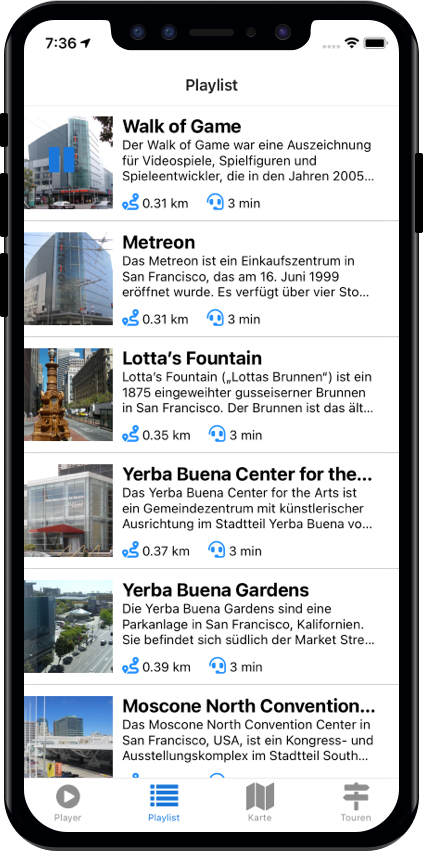 7:36
Playlist
Walk of Game
Der Walk of Game war eine Auszeichnung
für Videospiele, Spielfiguren und
Spieleentwickler, die in den Jahren 2005...
0.31 km 3 min
Metreon
Das Metreon ist ein Einkaufszentrum in
San Francisco, das am 16. Juni 1999
eröffnet wurde. Es verfügt über vier Sto...
0.31 km 3 min
Lotta’s Fountain
Lotta’s Fountain („Lottas Brunnen“) ist ein
1875 eingeweihter gusseiserner Brunnen
in San Francisco. Der Brunnen ist das ält...
0.35 km 3 min
Yerba Buena Center for the...
Das Yerba Buena Center for the Arts ist
ein Gemeindezentrum mit künstlerischer
Ausrichtung im Stadtteil Yerba Buena vo...
0.37 km 3 min
Yerba Buena Gardens
Die Yerba Buena Gardens sind eine
Parkanlage in San Francisco, Kalifornien.
Sie befindet sich südlich der Market Stre...
0.39 km 3 min
Moscone North Convention...
Das Moscone North Convention Center in
San Francisco, USA, ist ein Kongress- und
Ausstellungskomplex im Stadtteil South...
Player Playlist Karte Touren